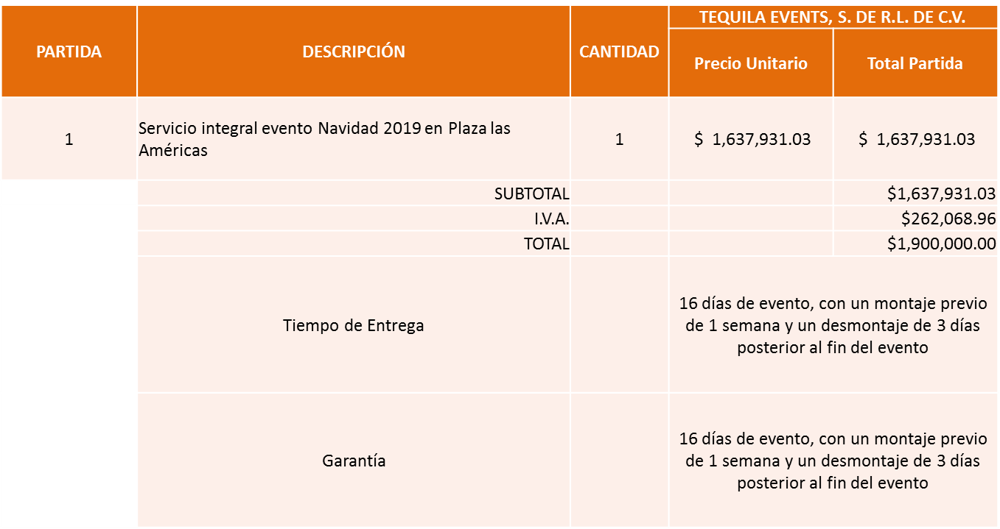 TEQUILA EVENTS, S. DE R.L. DE C.V.
PARTIDA DESCRIPCIÓN CANTIDAD Precio Unitario Total Partida
1 Servicio integral evento Navidad 2019 en Plaza las
Américas 1 $ 1,637,931.03 $ 1,637,931.03
SUBTOTAL $1,637,931.03
I.V.A. $262,068.96
TOTAL $1,900,000.00
Tiempo de Entrega
16 días de evento, con un montaje previo
de 1 semana y un desmontaje de 3 días
posterior al fin del evento
Garantía
16 días de evento, con un montaje previo
de 1 semana y un desmontaje de 3 días
posterior al fin del evento